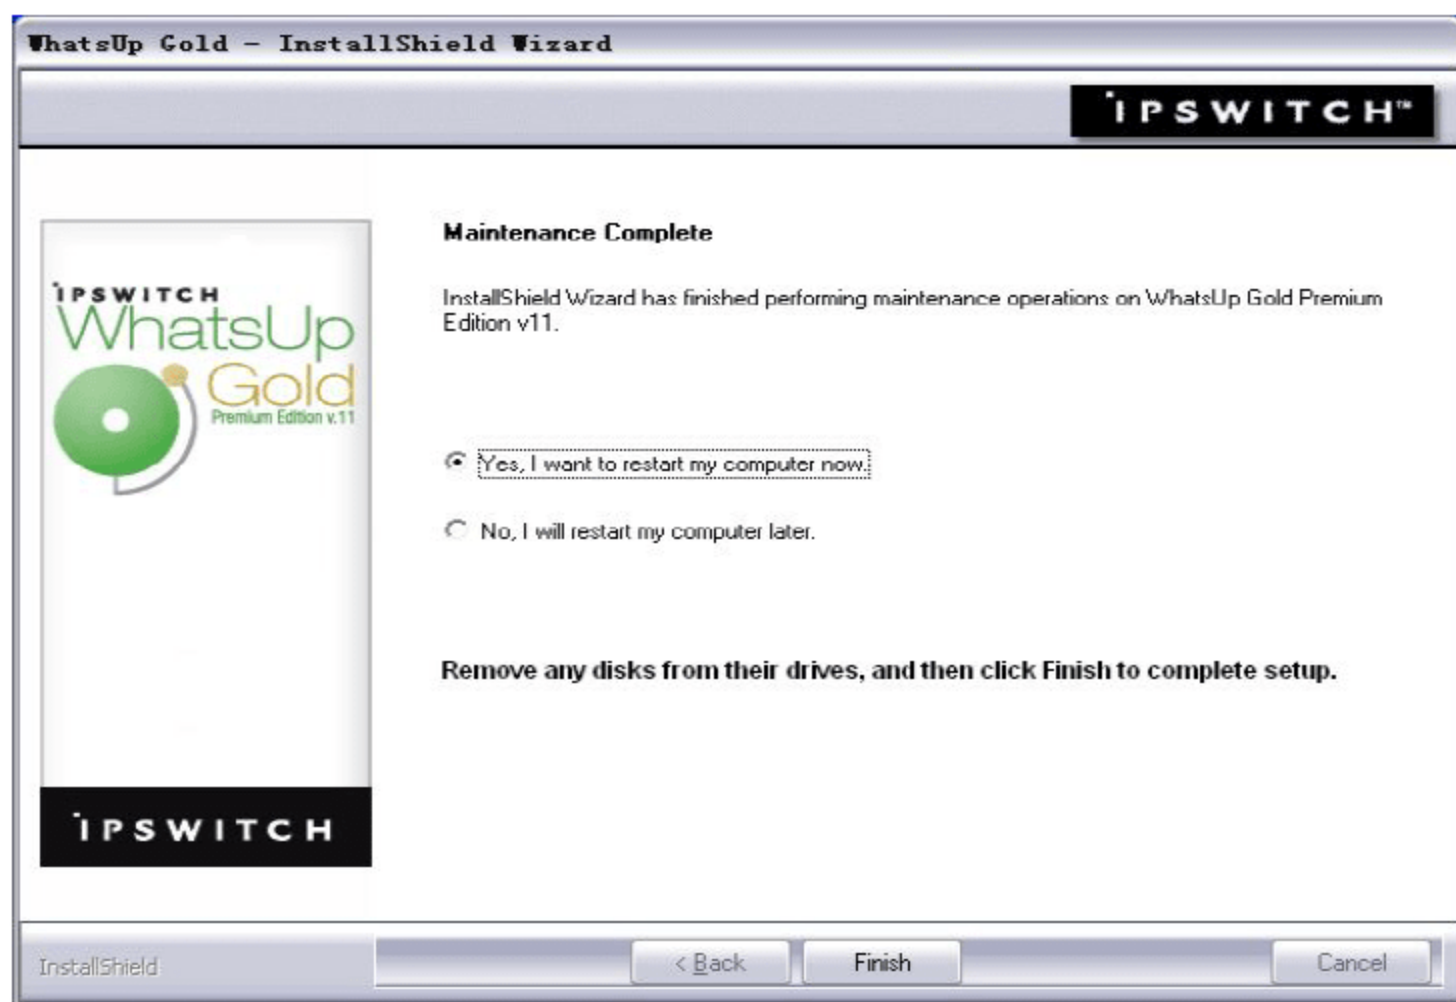 WhatsUp Gold - InstallShield Wizard
IPSWITCH™
Maintenance Complete
InstallShield Wizard has finished performing maintenance operations on WhatsUp Gold Premium
Edition v11.
IPSWITCH
WhatsUp
Gold
Premium Edition v.11
Yes, I want to restart my computer now.
No, I will restart my computer later.
Remove any disks from their drives, and then click Finish to complete setup.
IPSWITCH
InstallShield
< Back
Finish
Cancel